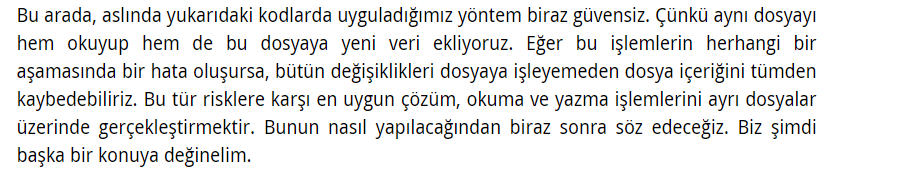 Bu arada, aslında yukarıdaki kodlarda uyguladığımız yöntem biraz güvensiz. Çünkü aynı dosyayı
hem okuyup hem de bu dosyaya yeni veri ekliyoruz. Eğer bu işlemlerin herhangi bir
aşamasında bir hata oluşursa, bütün değişiklikleri dosyaya işleyemeden dosya içeriğini tümden
kaybedebiliriz. Bu tür risklere karşı en uygun çözüm, okuma ve yazma işlemlerini ayrı dosyalar
üzerinde gerçekleştirmektir. Bunun nasıl yapılacağından biraz sonra söz edeceğiz. Biz şimdi
başka bir konuya değinelim.